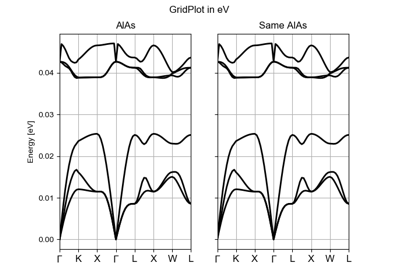 GridPlot in eV
AlAs
Same AlAs
Energy [eV]
0.04
0.03
0.02
0.01
0.00
Γ K X Γ L X W L
Γ K X Γ L X W L